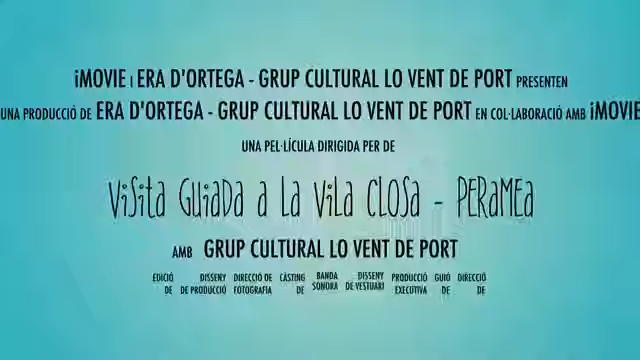 iMOVIE I ERA D'ORTEGA - GRUP CULTURAL LO VENT DE PORT PRESENTEN
UNA PRODUCCIÓ DE ERA D'ORTEGA - GRUP CULTURAL LO VENT DE PORT EN COL·LABORACIÓ AMB iMOVIE
UNA PEL·LÍCULA DIRIGIDA PER DE
Visita Guiada a la Vila Closa - Peramea
AMB GRUP CULTURAL LO VENT DE PORT
EDICIÓ DE DISSENY DE PRODUCCIÓ DIRECCIÓ DE FOTOGRAFIA CÀSTING DE BANDA SONORA DISSENY DE VESTUARI PRODUCCIÓ EXECUTIVA GUIÓ DE DIRECCIÓ DE